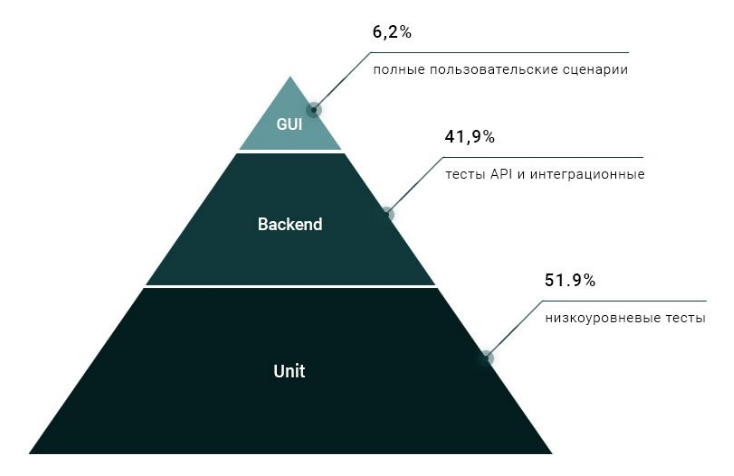 6,2%
полные пользовательские сценарии
GUI
41,9%
тесты API и интеграционные
Backend
51.9%
низкоуровневые тесты
Unit